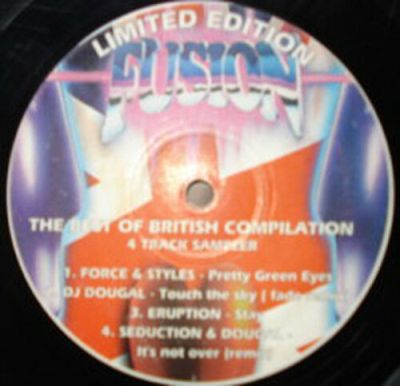 LIMITED EDITION
FUSION
THE BEST OF BRITISH COMPILATION
4 TRACK SAMPLER
1. FORCE & STYLES - Pretty Green Eyes
DJ DOUGAL - Touch the sky ( fade
3. ERUPTION - Stay
4. SEDUCTION & DOUGAL -
It's not over (remix)